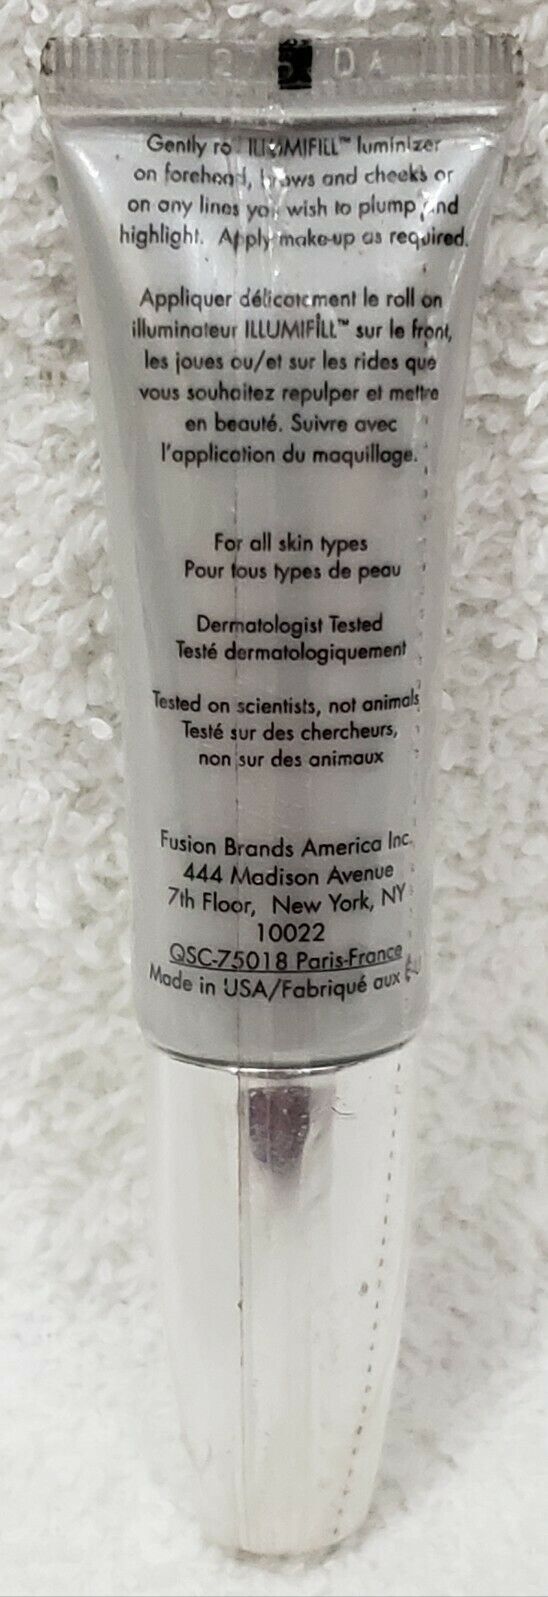 DA
Gently ILLUMIFILL™ luminizer
on forehead, brows and cheeks or
on any lines you wish to plump and
highlight. Apply make-up as required.
Appliquer délicatement le roll on
illuminateur ILLUMIFILL™ sur le front,
les joues ou/et sur les rides que
vous souhaitez repulper et mettre
en beauté. Suivre avec
l'application du maquillage.
For all skin types
Pour tous types de peau
Dermatologist Tested
Testé dermatologiquement
Tested on scientists, not animals
Testé sur des chercheurs,
non sur des animaux
Fusion Brands America Inc.
444 Madison Avenue
7th Floor, New York, NY
10022
QSC-75018 Paris-France
Made in USA/Fabriqué aux